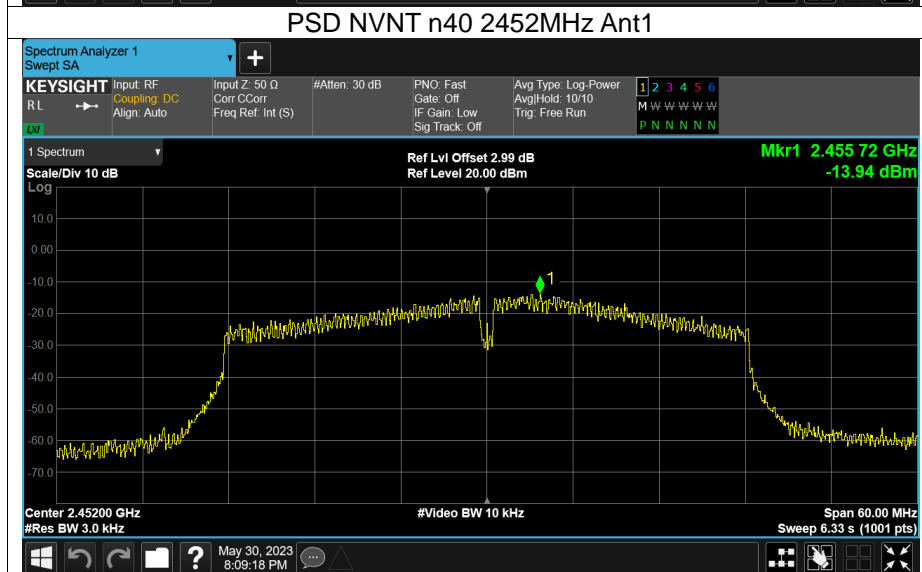 PSD NVNT n40 2452MHz Ant1
Spectrum Analyzer 1
Swept SA
+
KEYSIGHT Input: RF Input Z: 50 Ω #Atten: 30 dB PNO: Fast Avg Type: Log-Power 1 2 3 4 5 6
RL Coupling: DC Corr CCorr Gate: Off Avg|Hold: 10/10 M W W W W W
Align: Auto Freq Ref: Int (S) IF Gain: Low Trig: Free Run
LXI Sig Track: Off P N N N N N
1 Spectrum Ref Lvl Offset 2.99 dB Mkr1 2.455 72 GHz
Scale/Div 10 dB Ref Level 20.00 dBm -13.94 dBm
Log
10.0
0.00
1
-10.0
-20.0
-30.0
-40.0
-50.0
-60.0
-70.0
Center 2.45200 GHz #Video BW 10 kHz Span 60.00 MHz
#Res BW 3.0 kHz Sweep 6.33 s (1001 pts)
? May 30, 2023
8:09:18 PM